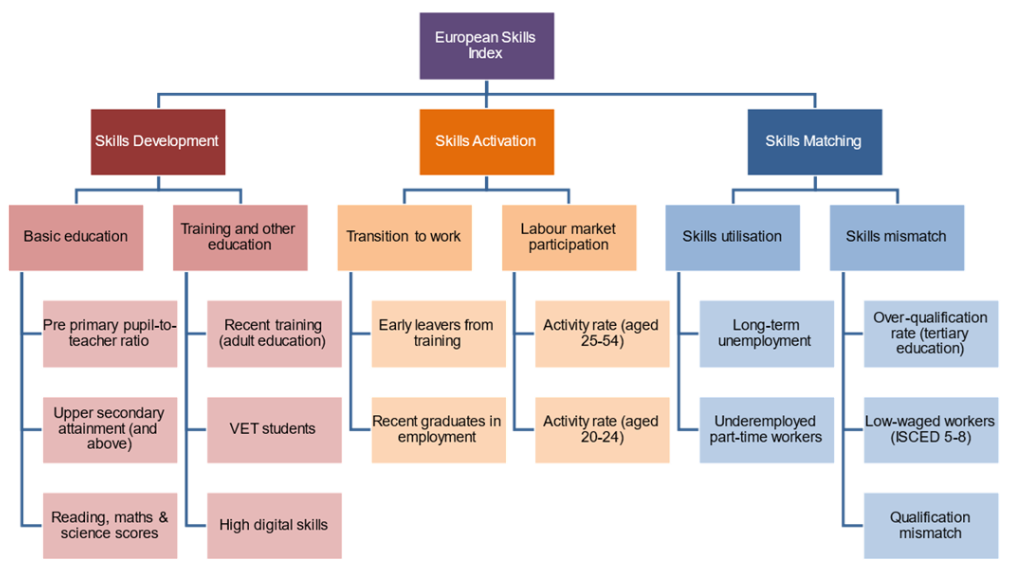 European Skills
Index
Skills Development
Skills Activation
Skills Matching
Basic education
Training and other
education
Transition to work
Labour market
participation
Skills utilisation
Skills mismatch
Pre primary pupil-to-
teacher ratio
Recent training
(adult education)
Early leavers from
training
Activity rate (aged
25-54)
Long-term
unemployment
Over-qualification
rate (tertiary
education)
Upper secondary
attainment (and
above)
VET students
Recent graduates in
employment
Activity rate (aged
20-24)
Underemployed
part-time workers
Low-waged workers
(ISCED 5-8)
Reading, maths &
science scores
High digital skills
Qualification
mismatch